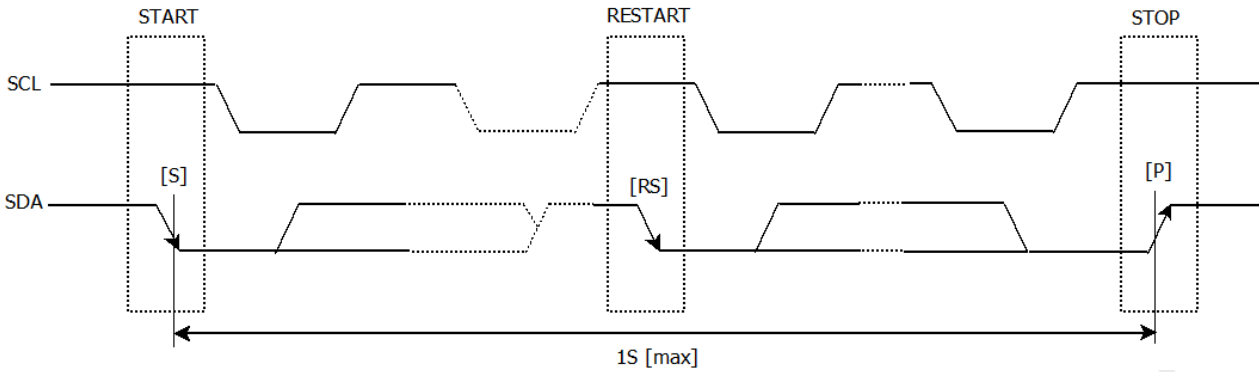 START
RESTART
STOP
SCL
[S]
[RS]
[P]
SDA
1S [max]